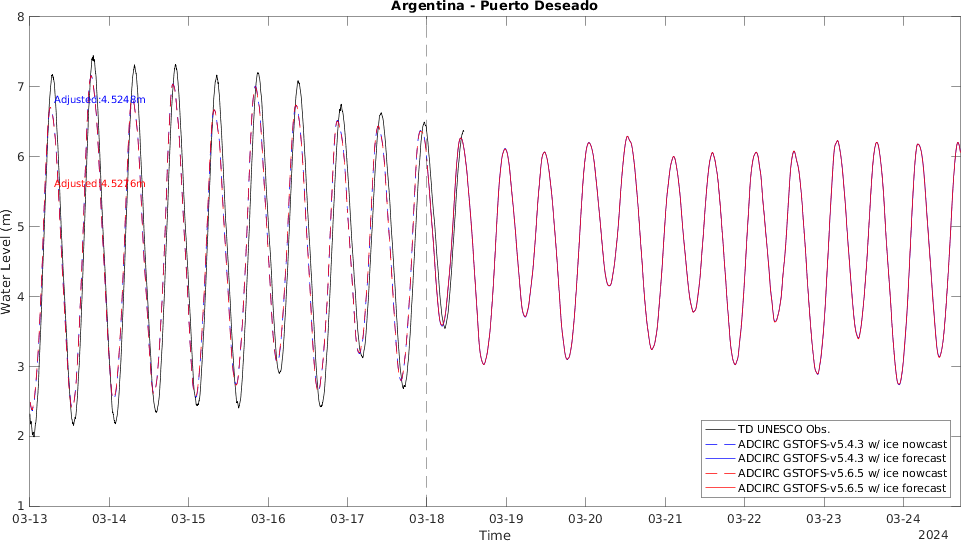 Argentina - Puerto Deseado
8
7
6
5
4
3
2
1
Water Level (m)
Adjusted:4.5248m
Adjusted:4.5276m
TD UNESCO Obs.
ADCIRC GSTOFS-v5.4.3 w/ ice nowcast
ADCIRC GSTOFS-v5.4.3 w/ ice forecast
ADCIRC GSTOFS-v5.6.5 w/ ice nowcast
ADCIRC GSTOFS-v5.6.5 w/ ice forecast
03-13 03-14 03-15 03-16 03-17 03-18 03-19 03-20 03-21 03-22 03-23 03-24
Time
2024